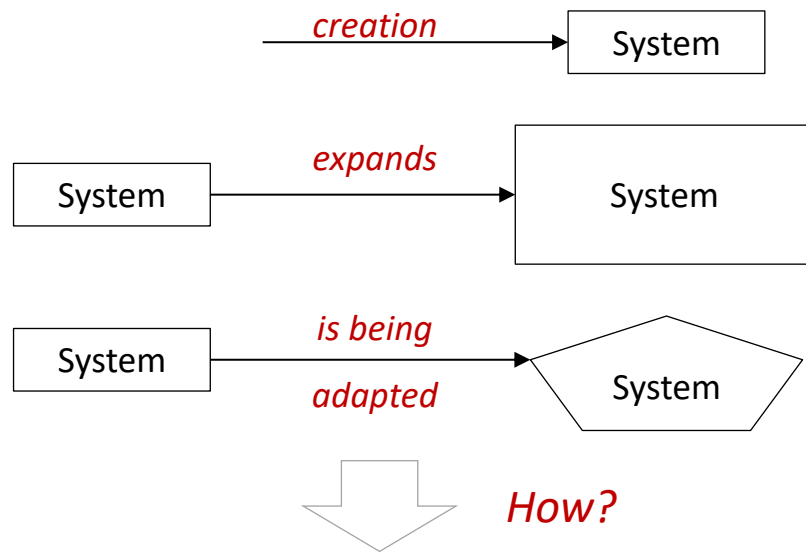 creation
System
expands
System
System
is being
System
adapted
System
How?